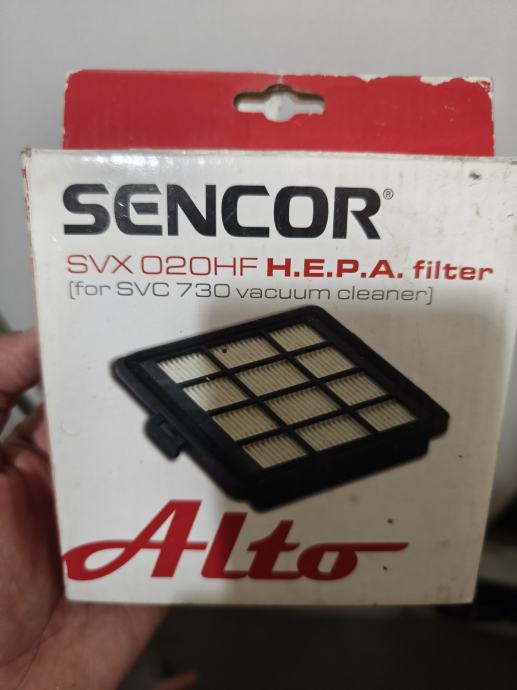 SENCOR®
SVX 020HF H.E.P.A. filter
[for SVC 730 vacuum cleaner]
Alto